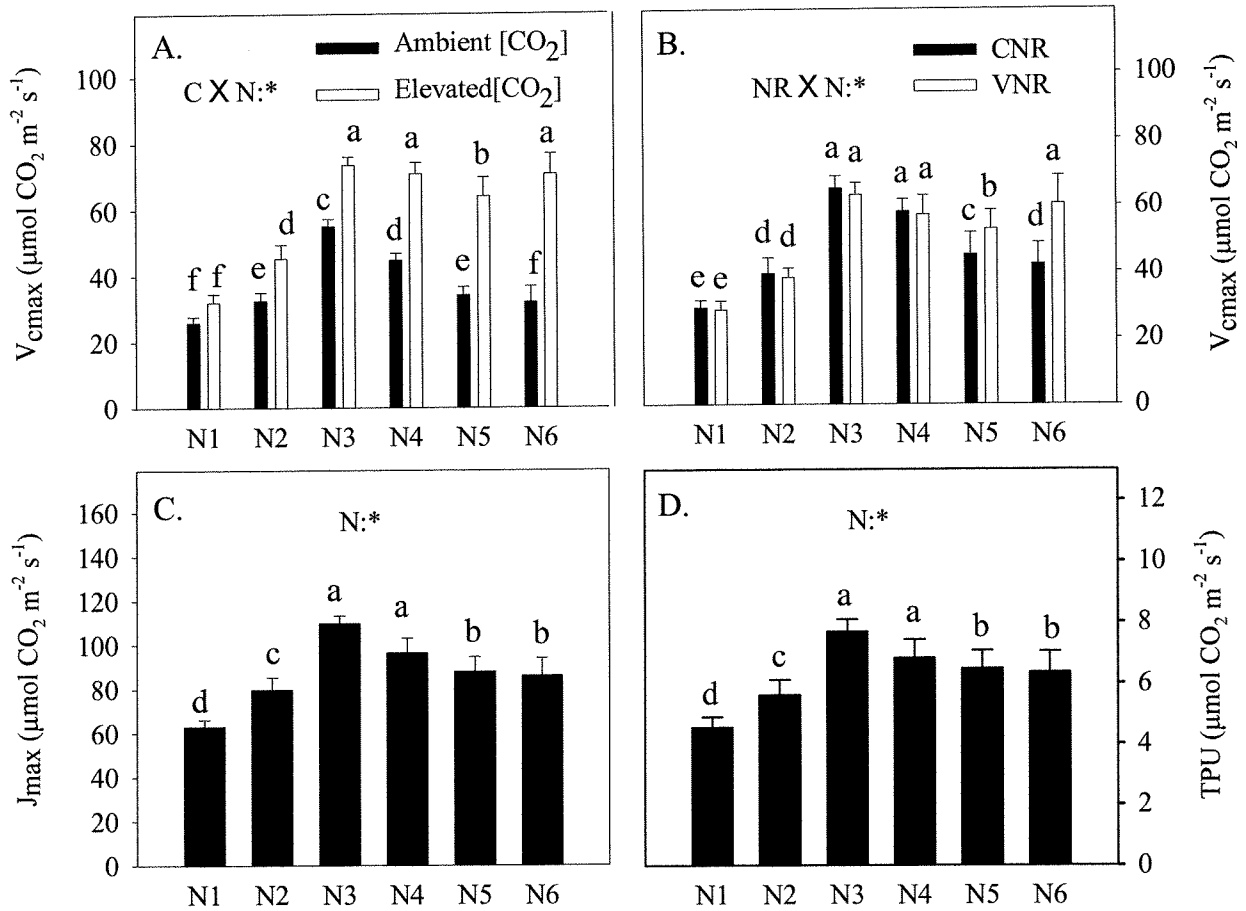 A.
Ambient [CO2]
Elevated[CO2]
C X N:*
Vcmax (µmol CO2 m-2 s-1)
100
80
60
40
20
0
f f e d c a d a e b f a
N1 N2 N3 N4 N5 N6
B.
CNR
VNR
NR X N:*
Vcmax (µmol CO2 m-2 s-1)
100
80
60
40
20
0
e e d d a a a a c b d a
N1 N2 N3 N4 N5 N6
C.
N:*
Jmax (µmol CO2 m-2 s-1)
160
140
120
100
80
60
40
20
0
d c a a b b
N1 N2 N3 N4 N5 N6
D.
N:*
TPU (µmol CO2 m-2 s-1)
12
10
8
6
4
2
0
d c a a b b
N1 N2 N3 N4 N5 N6